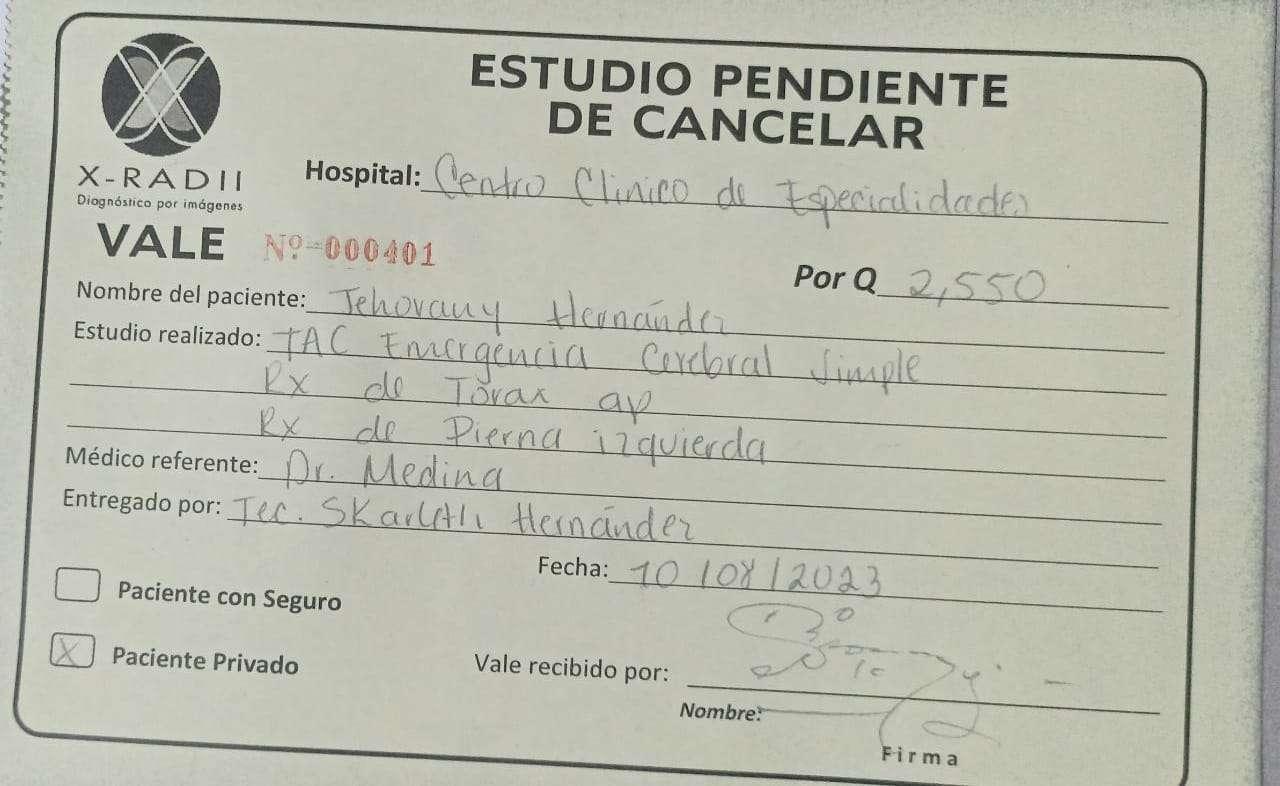 ESTUDIO PENDIENTE
DE CANCELAR
X-RADII
Diagnóstico por imágenes
Hospital: Centro Clinico de Especialidades
VALE Nº 000401
Por Q 2,550
Nombre del paciente: Jehovany Hernández
Estudio realizado: TAC Emergencia Cerebral Simple
Rx de Tórax ap
Rx de Pierna izquierda
Médico referente: Dr. Medina
Entregado por: Tec. Skarleth Hernández
Fecha: 10/08/2023
Paciente con Seguro
X Paciente Privado
Vale recibido por:
Nombre:
Firma